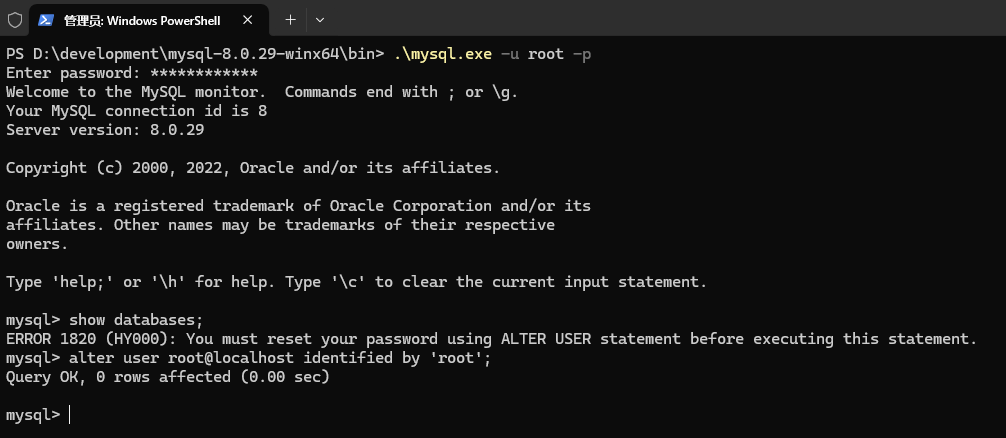 管理员: Windows PowerShell
PS D:\development\mysql-8.0.29-winx64\bin> .\mysql.exe -u root -p
Enter password: ************
Welcome to the MySQL monitor.  Commands end with ; or \g.
Your MySQL connection id is 8
Server version: 8.0.29
Copyright (c) 2000, 2022, Oracle and/or its affiliates.
Oracle is a registered trademark of Oracle Corporation and/or its
affiliates. Other names may be trademarks of their respective
owners.
Type 'help;' or '\h' for help. Type '\c' to clear the current input statement.
mysql> show databases;
ERROR 1820 (HY000): You must reset your password using ALTER USER statement before executing this statement.
mysql> alter user root@localhost identified by 'root';
Query OK, 0 rows affected (0.00 sec)
mysql>